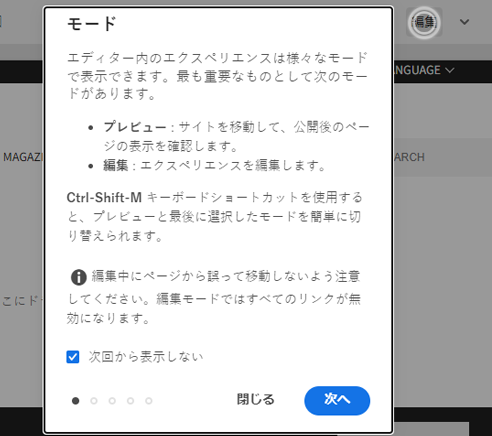 モード
編集
エディター内のエクスペリエンスは様々なモード
で表示できます。最も重要なものとして次のモー
ドがあります。
LANGUAGE
• プレビュー : サイトを移動して、公開後のペー
ジの表示を確認します。
• 編集 : エクスペリエンスを編集します。
MAGAZ
ARCH
Ctrl-Shift-M キーボードショートカットを使用する
と、プレビューと最後に選択したモードを簡単に切
り替えられます。
編集中にページから誤って移動しないよう注意
してください。編集モードではすべてのリンクが無
効になります。
こにド
次回から表示しない
閉じる
次へ